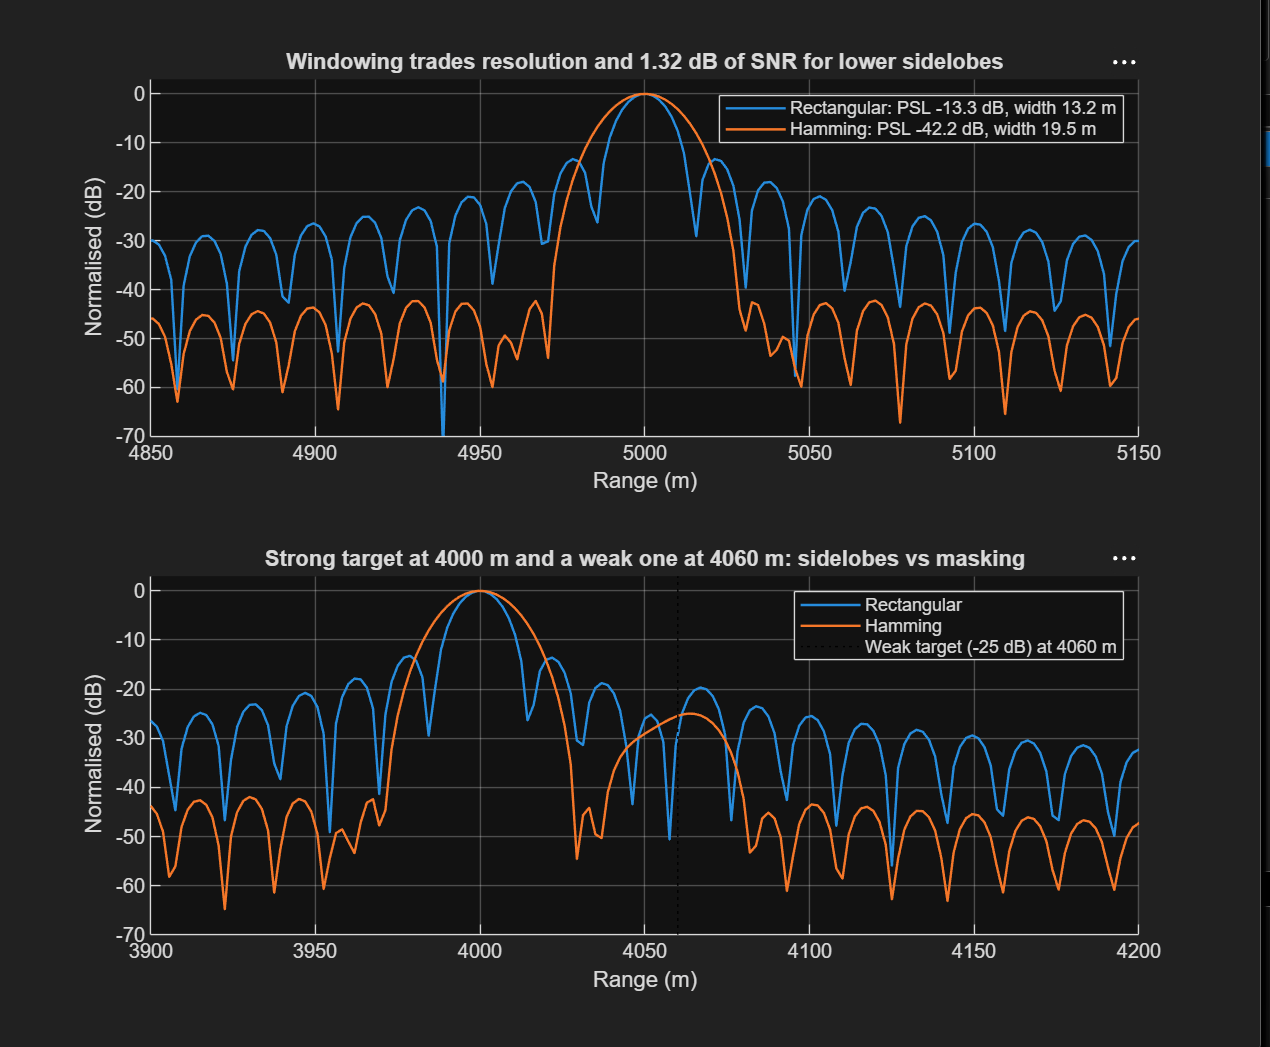 Windowing trades resolution and 1.32 dB of SNR for lower sidelobes
Normalised (dB)
0
-10
-20
-30
-40
-50
-60
-70
Rectangular: PSL -13.3 dB, width 13.2 m
Hamming: PSL -42.2 dB, width 19.5 m
4850 4900 4950 5000 5050 5100 5150
Range (m)
Strong target at 4000 m and a weak one at 4060 m: sidelobes vs masking
Normalised (dB)
0
-10
-20
-30
-40
-50
-60
-70
Rectangular
Hamming
Weak target (-25 dB) at 4060 m
3900 3950 4000 4050 4100 4150 4200
Range (m)